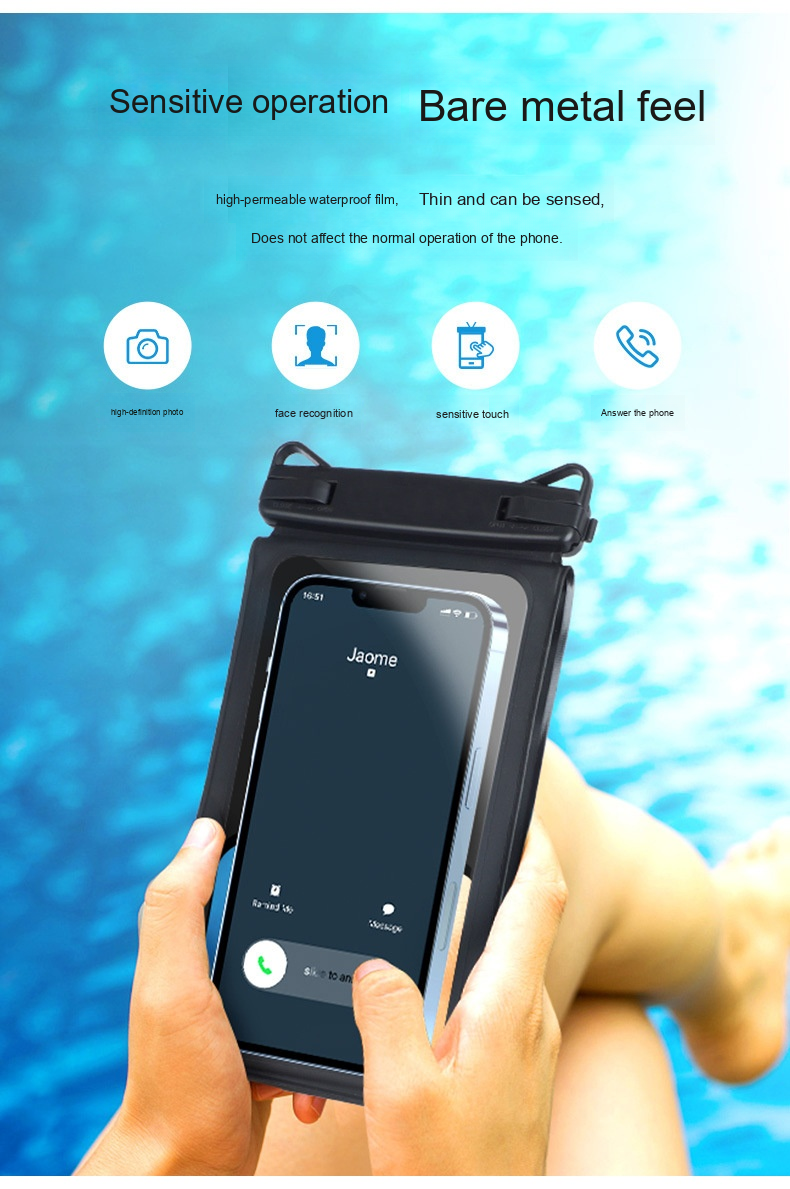 Sensitive operation Bare metal feel
high-permeable waterproof film, Thin and can be sensed,
Does not affect the normal operation of the phone.
high-definition photo face recognition sensitive touch Answer the phone
16:51
Jaome
Remind Me
Message
to